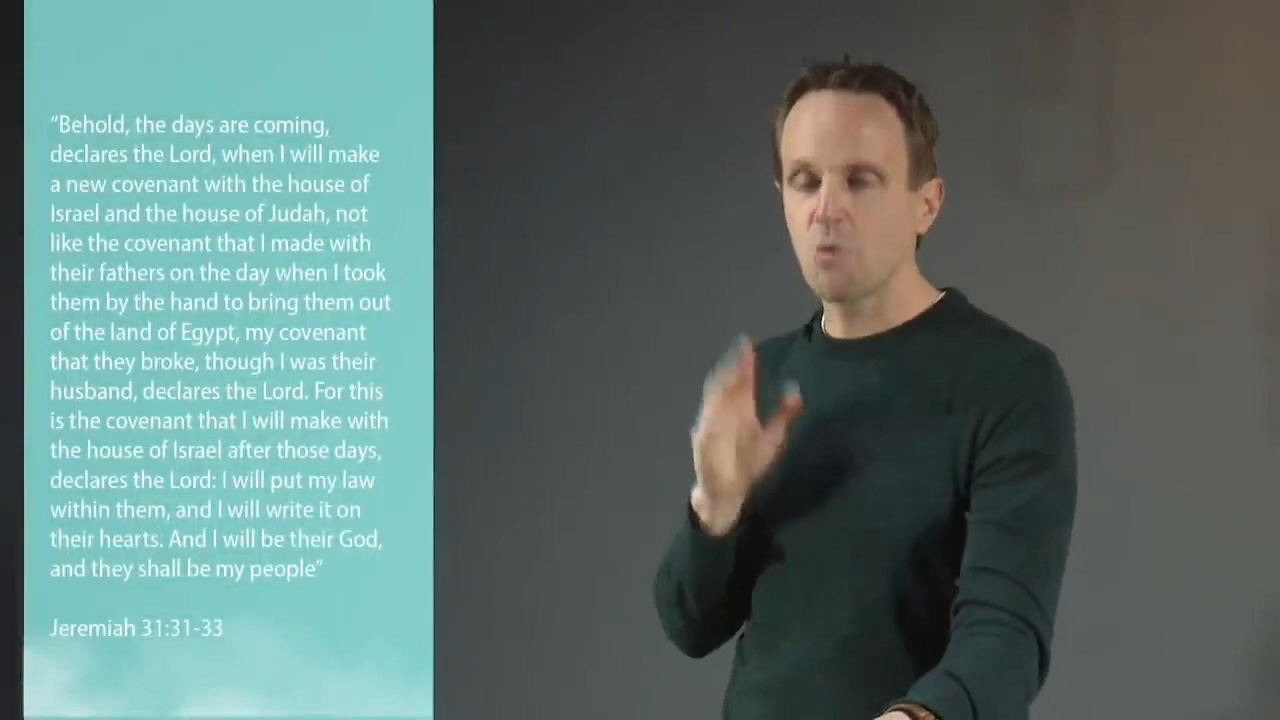 “Behold, the days are coming,
declares the Lord, when I will make
a new covenant with the house of
Israel and the house of Judah, not
like the covenant that I made with
their fathers on the day when I took
them by the hand to bring them out
of the land of Egypt, my covenant
that they broke, though I was their
husband, declares the Lord. For this
is the covenant that I will make with
the house of Israel after those days,
declares the Lord: I will put my law
within them, and I will write it on
their hearts. And I will be their God,
and they shall be my people”
Jeremiah 31:31-33